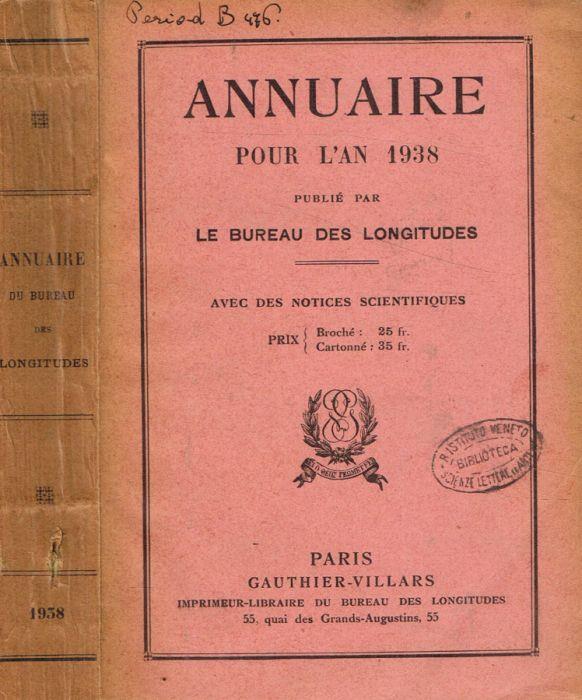 Period B 476.
ANNUAIRE
DU BUREAU
DES
LONGITUDES
1938
ANNUAIRE
POUR L'AN 1938
PUBLIÉ PAR
LE BUREAU DES LONGITUDES
AVEC DES NOTICES SCIENTIFIQUES
PRIX { Broché : 25 fr.
Cartonné : 35 fr.
R. ISTITUTO VENETO
BIBLIOTECA
SCIENZE LETTERE
PARIS
GAUTHIER-VILLARS
IMPRIMEUR-LIBRAIRE DU BUREAU DES LONGITUDES
55, quai des Grands-Augustins, 55